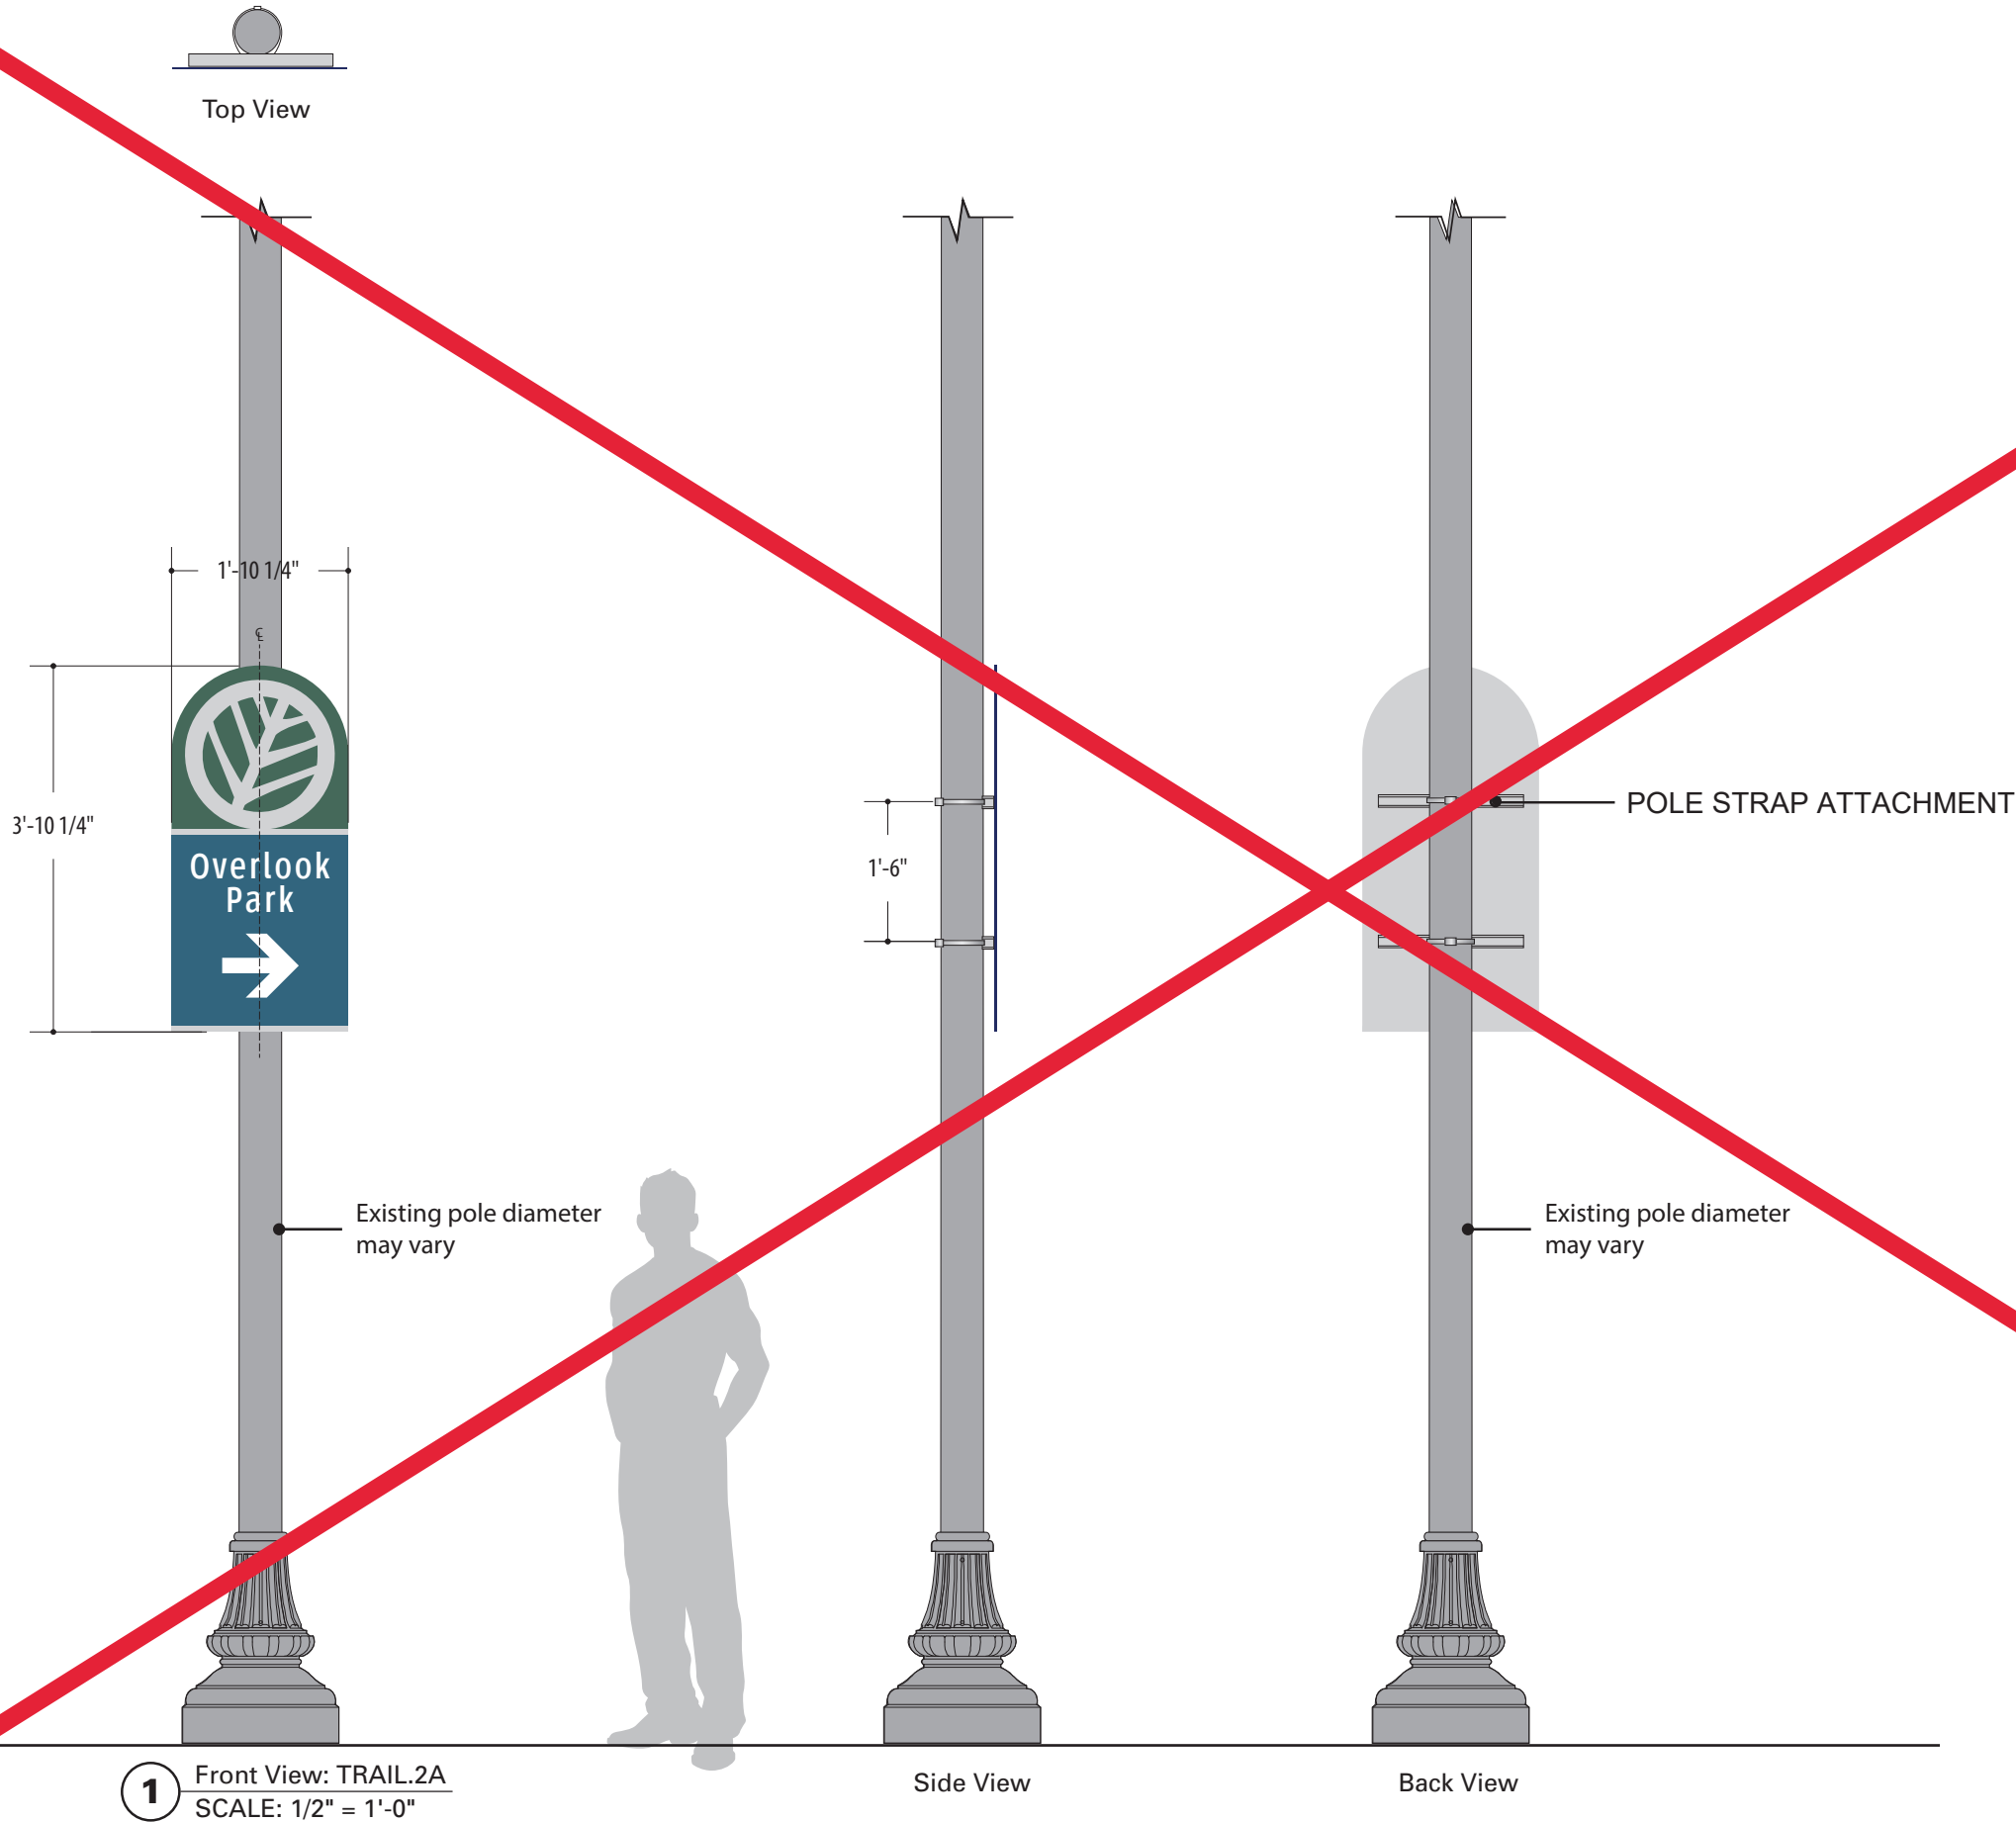 Top View
1'-10 1/4"
℄
3'-10 1/4"
Overlook
Park
1'-6"
POLE STRAP ATTACHMENT
Existing pole diameter
may vary
Existing pole diameter
may vary
1
Front View: TRAIL.2A
SCALE: 1/2" = 1'-0"
Side View
Back View